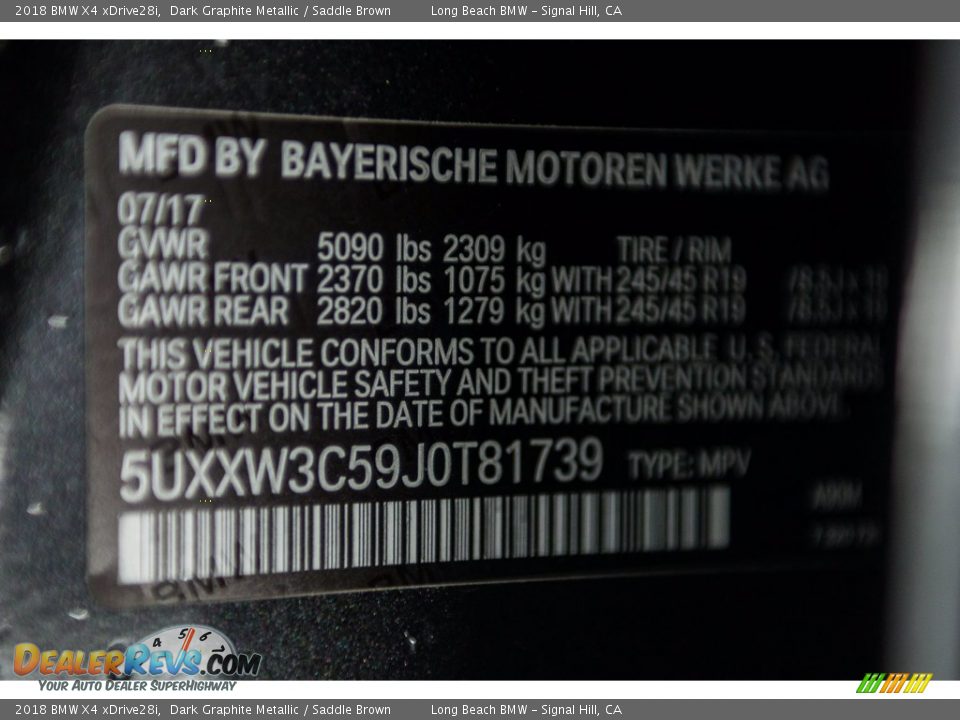 2018 BMW X4 xDrive28i, Dark Graphite Metallic / Saddle Brown Long Beach BMW - Signal Hill, CA
MFD BY BAYERISCHE MOTOREN WERKE AG
07/17
GVWR 5090 lbs 2309 kg TIRE / RIM
GAWR FRONT 2370 lbs 1075 kg WITH 245/45 R19
GAWR REAR 2820 lbs 1279 kg WITH 245/45 R19
THIS VEHICLE CONFORMS TO ALL APPLICABLE U. S. FEDERAL
MOTOR VEHICLE SAFETY AND THEFT PREVENTION STANDARDS
IN EFFECT ON THE DATE OF MANUFACTURE SHOWN ABOVE.
5UXXW3C59J0T81739 TYPE: MPV
4 5 6
DEALERREVS.COM
YOUR AUTO DEALER SUPERHIGHWAY
2018 BMW X4 xDrive28i, Dark Graphite Metallic / Saddle Brown Long Beach BMW - Signal Hill, CA